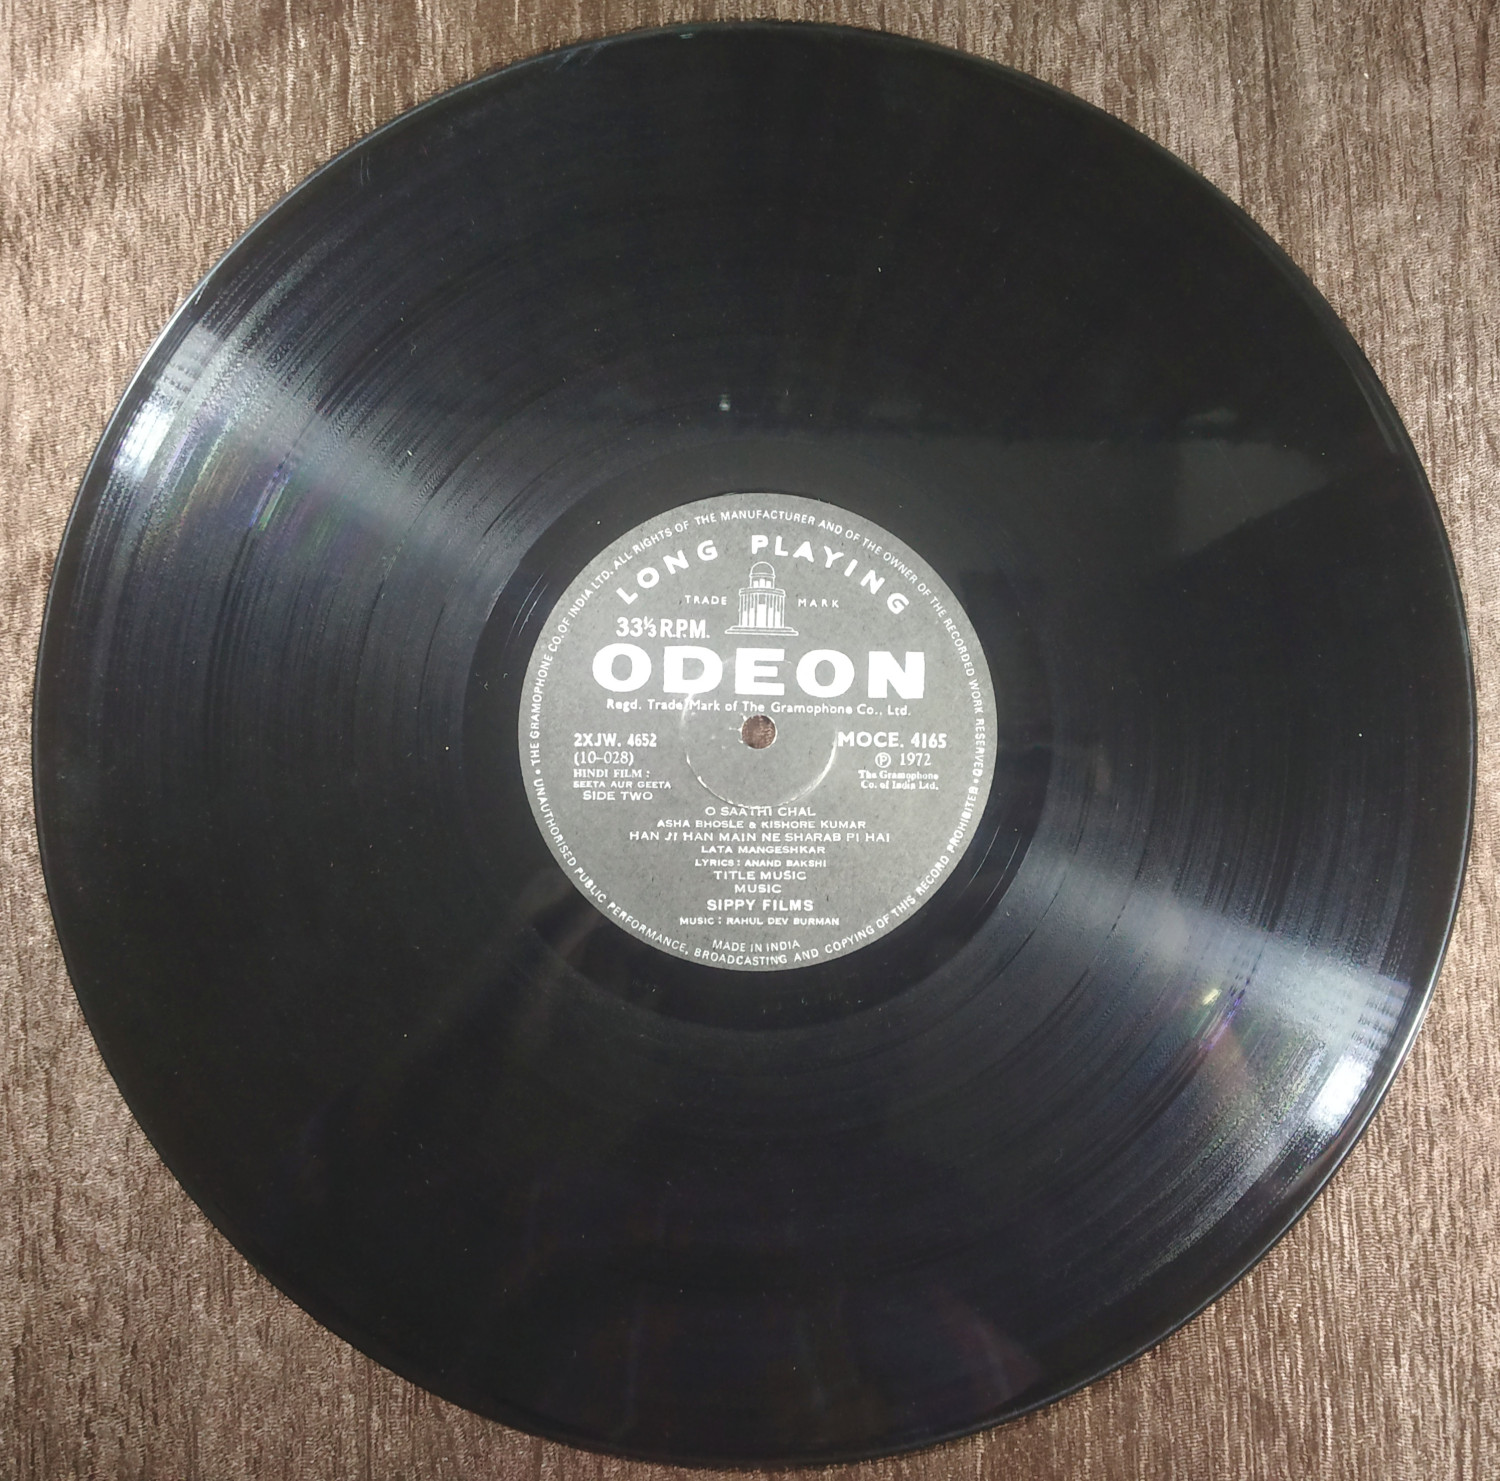 THE GRAMOPHONE CO. OF INDIA LTD. ALL RIGHTS OF THE MANUFACTURER AND OF THE OWNER OF THE RECORDED WORK RESERVED • UNAUTHORISED PUBLIC PERFORMANCE, BROADCASTING AND COPYING OF THIS RECORD PROHIBITED •
LONG PLAYING
TRADE MARK
33⅓ R.P.M.
ODEON
Regd. Trade Mark of The Gramophone Co., Ltd.
2XJW. 4652 MOCE. 4165
(10-028) Ⓟ 1972
HINDI FILM : The Gramophone
SEETA AUR GEETA Co. of India Ltd.
SIDE TWO
O SAATHI CHAL
ASHA BHOSLE & KISHORE KUMAR
HAN JI HAN MAIN NE SHARAB PI HAI
LATA MANGESHKAR
LYRICS : ANAND BAKSHI
TITLE MUSIC
MUSIC
SIPPY FILMS
MUSIC : RAHUL DEV BURMAN
MADE IN INDIA